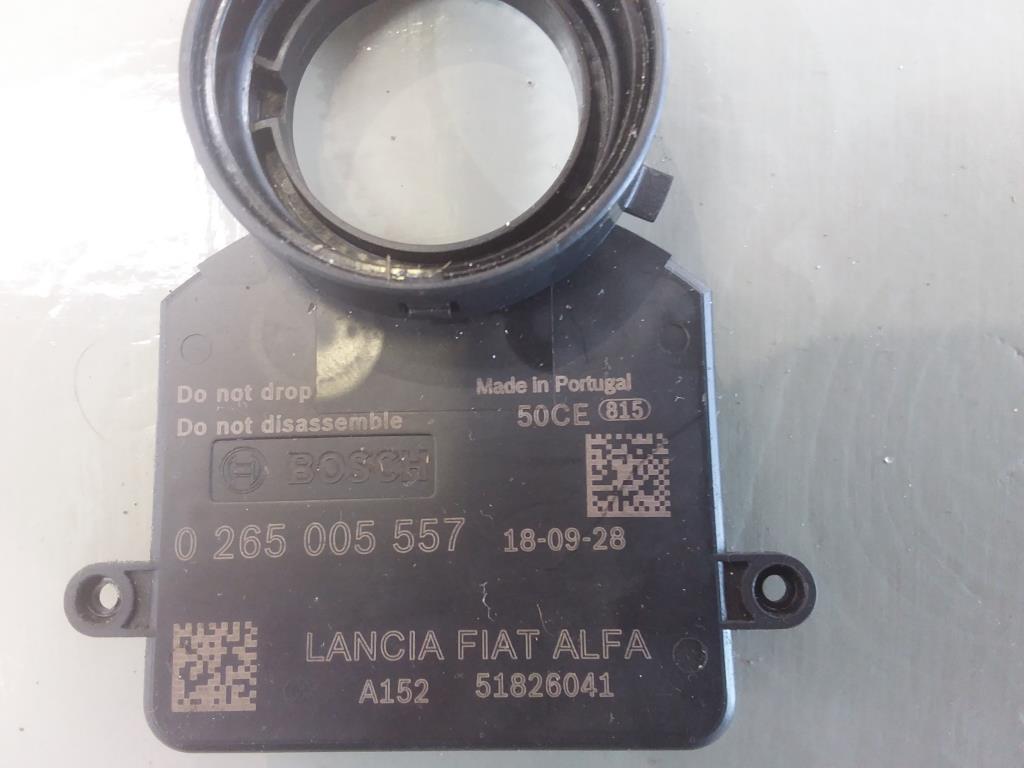 Do not drop
Made in Portugal
Do not disassemble
50CE 815
BOSCH
0 265 005 557
18-09-28
LANCIA FIAT ALFA
A152 51826041